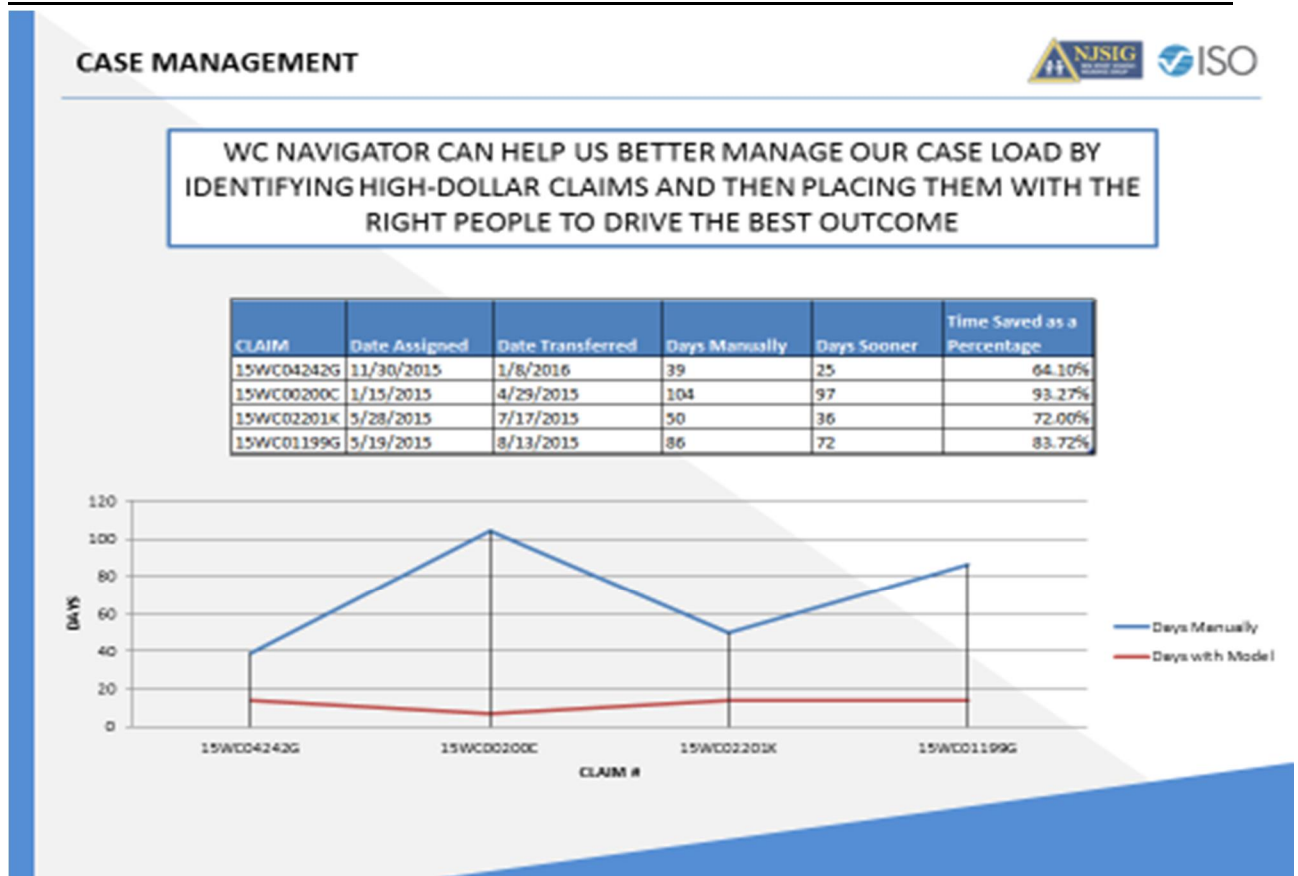 CASE MANAGEMENT
NJSIG
ISO
WC NAVIGATOR CAN HELP US BETTER MANAGE OUR CASE LOAD BY
IDENTIFYING HIGH-DOLLAR CLAIMS AND THEN PLACING THEM WITH THE
RIGHT PEOPLE TO DRIVE THE BEST OUTCOME
CLAIM Date Assigned Date Transferred Days Manually Days Sooner Time Saved as a Percentage
15WC04242G 11/30/2015 1/8/2016 39 25 64.10%
15WC00200C 1/15/2015 4/29/2015 104 97 93.27%
15WC02201K 5/28/2015 7/17/2015 50 36 72.00%
15WC01199G 5/19/2015 8/13/2015 86 72 83.72%
120
100
80
60
40
20
0
DAYS
Days Manually
Days with Model
15WC04242G 15WC00200C 15WC02201K 15WC01199G
CLAIM #